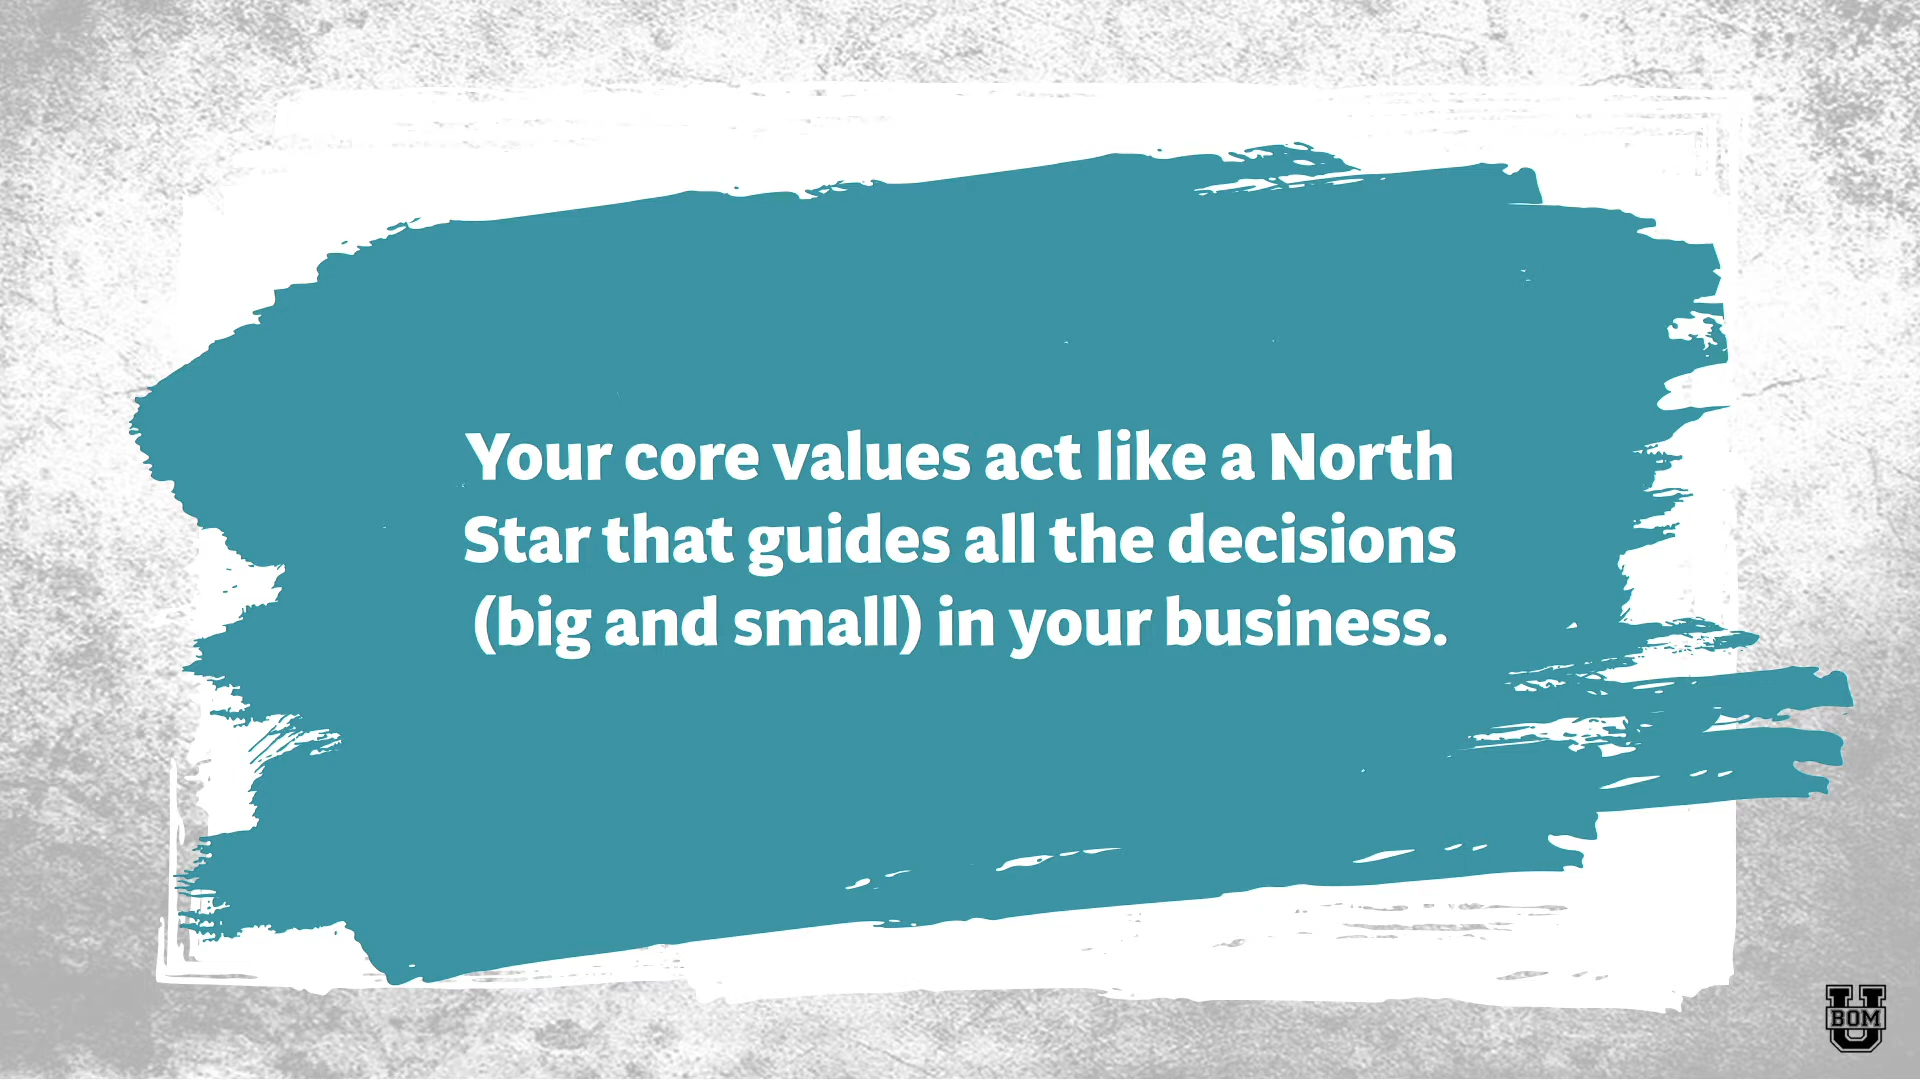 Your core values act like a North
Star that guides all the decisions
(big and small) in your business.
U
BOM